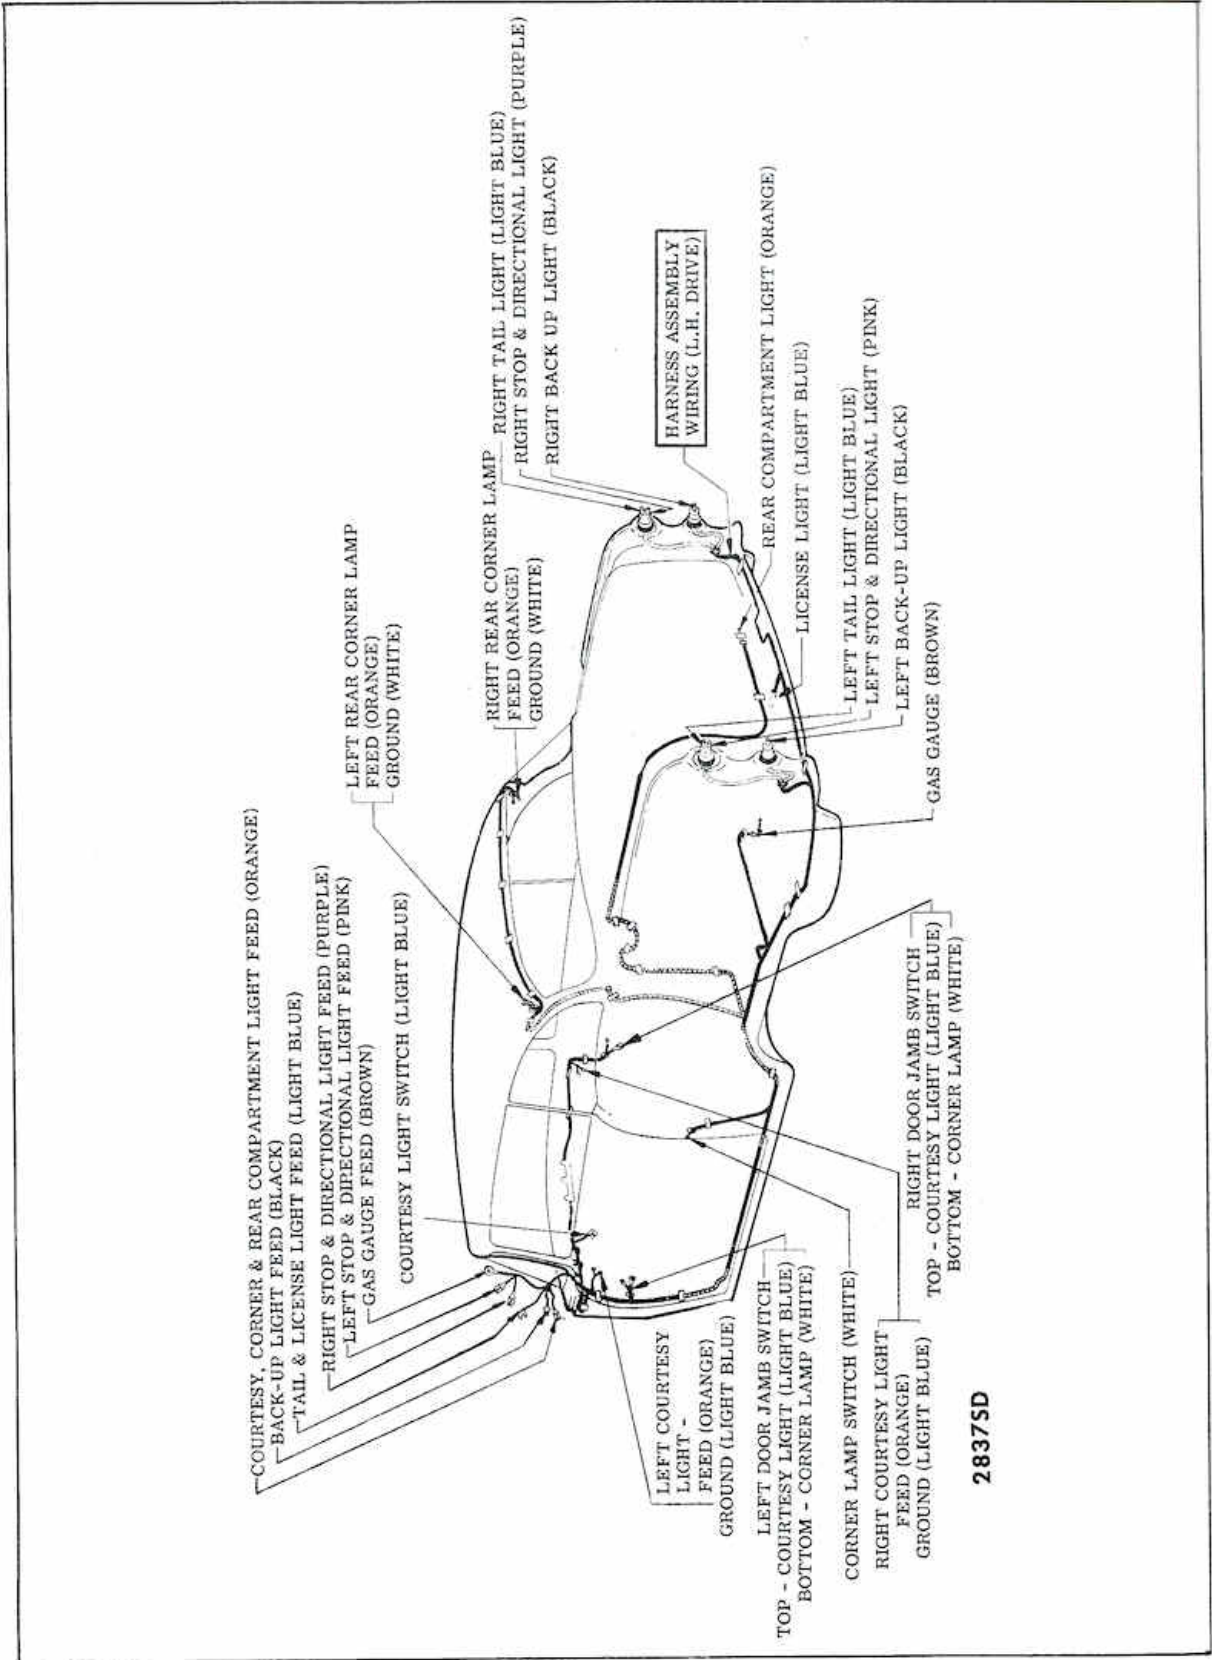 COURTESY, CORNER & REAR COMPARTMENT LIGHT FEED (ORANGE)
BACK-UP LIGHT FEED (BLACK)
TAIL & LICENSE LIGHT FEED (LIGHT BLUE)
RIGHT STOP & DIRECTIONAL LIGHT FEED (PURPLE)
LEFT STOP & DIRECTIONAL LIGHT FEED (PINK)
GAS GAUGE FEED (BROWN)
COURTESY LIGHT SWITCH (LIGHT BLUE)
LEFT REAR CORNER LAMP
FEED (ORANGE)
GROUND (WHITE)
RIGHT REAR CORNER LAMP
FEED (ORANGE)
GROUND (WHITE)
RIGHT TAIL LIGHT (LIGHT BLUE)
RIGHT STOP & DIRECTIONAL LIGHT (PURPLE)
RIGHT BACK UP LIGHT (BLACK)
HARNESS ASSEMBLY
WIRING (L.H. DRIVE)
REAR COMPARTMENT LIGHT (ORANGE)
LICENSE LIGHT (LIGHT BLUE)
LEFT TAIL LIGHT (LIGHT BLUE)
LEFT STOP & DIRECTIONAL LIGHT (PINK)
LEFT BACK-UP LIGHT (BLACK)
GAS GAUGE (BROWN)
LEFT COURTESY
LIGHT -
FEED (ORANGE)
GROUND (LIGHT BLUE)
LEFT DOOR JAMB SWITCH
TOP - COURTESY LIGHT (LIGHT BLUE)
BOTTOM - CORNER LAMP (WHITE)
CORNER LAMP SWITCH (WHITE)
RIGHT COURTESY LIGHT
FEED (ORANGE)
GROUND (LIGHT BLUE)
RIGHT DOOR JAMB SWITCH
TOP - COURTESY LIGHT (LIGHT BLUE)
BOTTOM - CORNER LAMP (WHITE)
2837SD